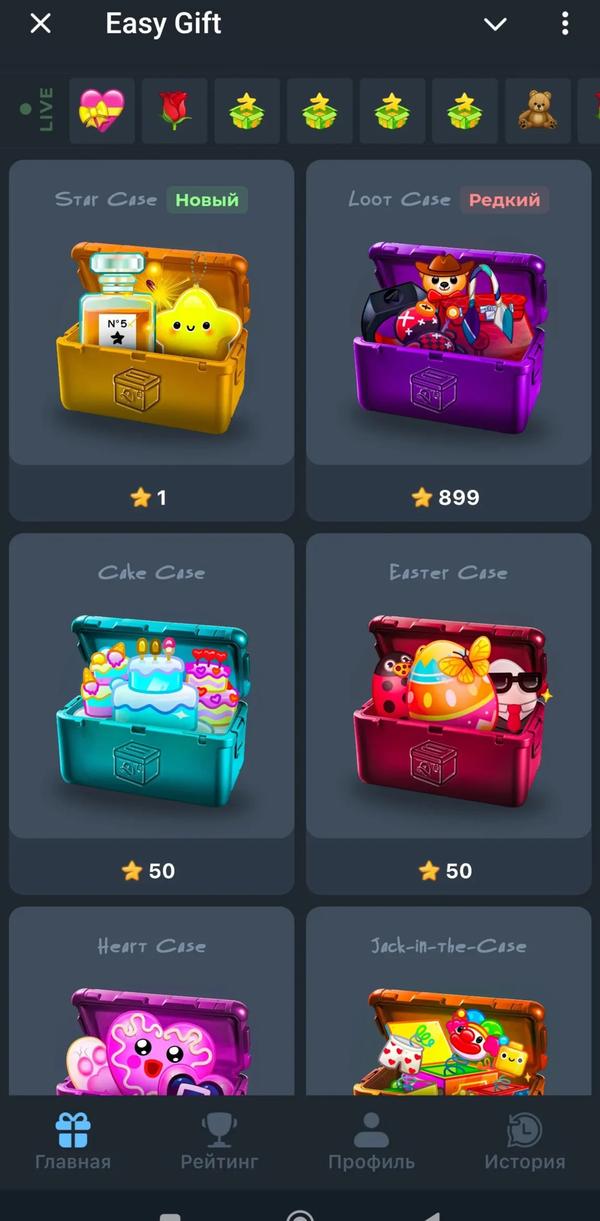 Easy Gift
LIVE
Star Case Новый
Loot Case Редкий
N°5
1
899
Cake Case
Easter Case
50
50
Heart Case
Jack-in-the-Case
Главная
Рейтинг
Профиль
История